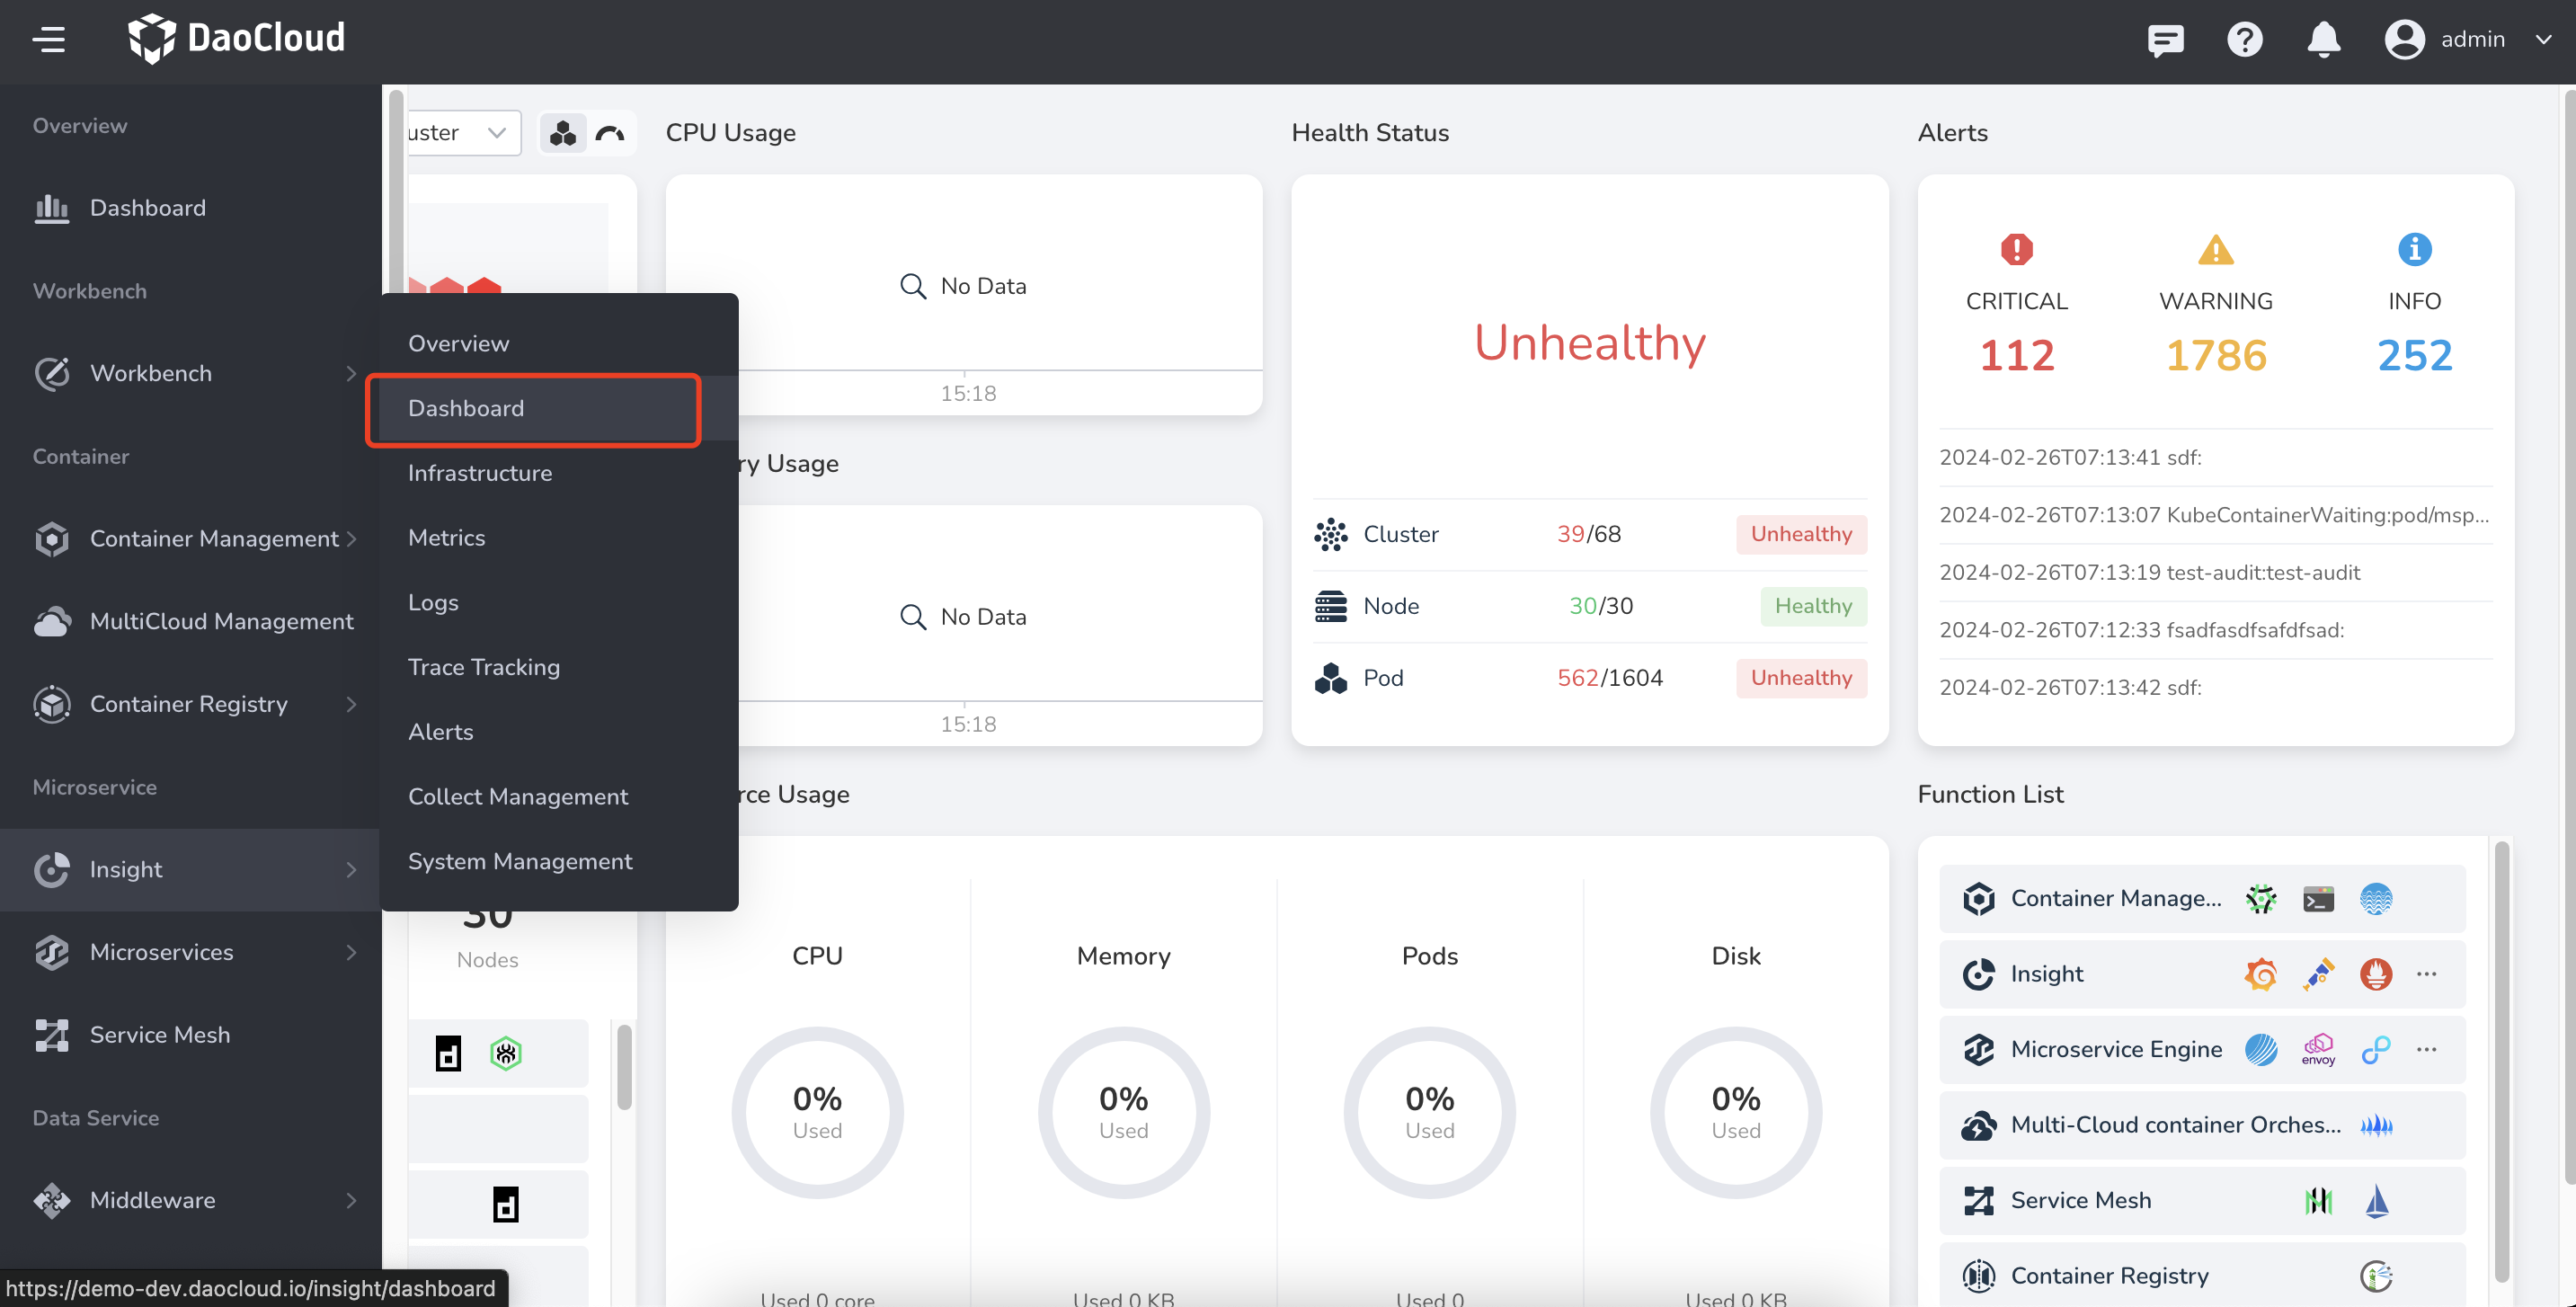 DaoCloud
admin
Overview
Dashboard
Workbench
Workbench
Container
Container Management
MultiCloud Management
Container Registry
Microservice
Insight
Microservices
Service Mesh
Data Service
Middleware
https://demo-dev.daocloud.io/insight/dashboard
Overview
Dashboard
Infrastructure
Metrics
Logs
Trace Tracking
Alerts
Collect Management
System Management
uster
30
Nodes
CPU Usage
No Data
15:18
ry Usage
No Data
15:18
Health Status
Unhealthy
Cluster 39/68 Unhealthy
Node 30/30 Healthy
Pod 562/1604 Unhealthy
Alerts
CRITICAL WARNING INFO
112 1786 252
2024-02-26T07:13:41 sdf:
2024-02-26T07:13:07 KubeContainerWaiting:pod/msp...
2024-02-26T07:13:19 test-audit:test-audit
2024-02-26T07:12:33 fsadfasdfsafdfsad:
2024-02-26T07:13:42 sdf:
rce Usage
CPU Memory Pods Disk
0% 0% 0% 0%
Used Used Used Used
Used 0 core Used 0 KB Used 0 Used 0 KB
Function List
Container Manage...
Insight ...
Microservice Engine envoy ...
Multi-Cloud container Orches...
Service Mesh
Container Registry